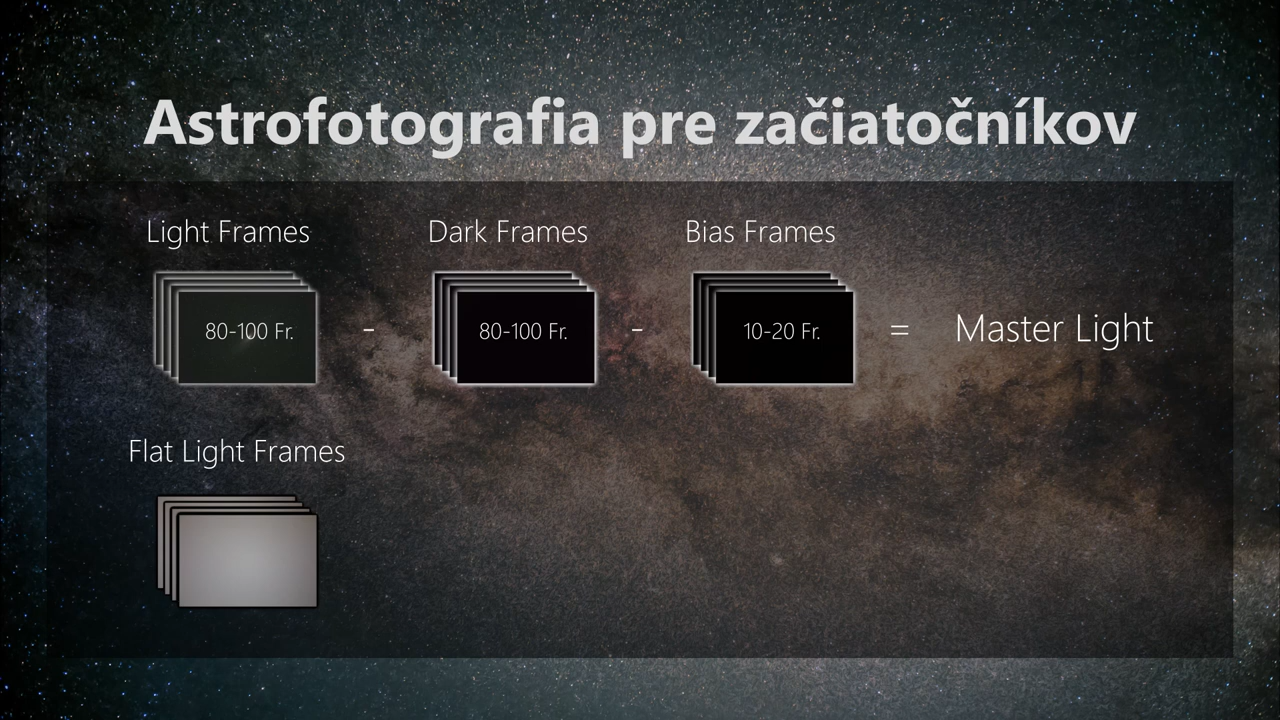 Astrofotografia pre začiatočníkov
Light Frames
Dark Frames
Bias Frames
80-100 Fr.
-
80-100 Fr.
-
10-20 Fr.
=
Master Light
Flat Light Frames